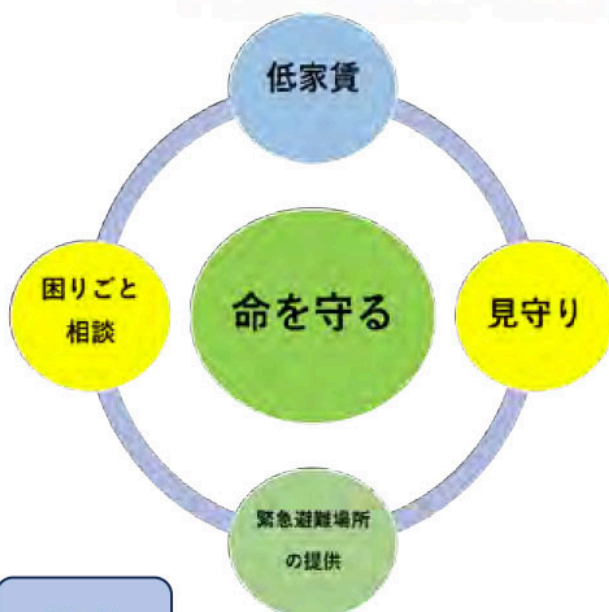 低家賃
困りごと
相談
命を守る
見守り
緊急避難場所
の提供